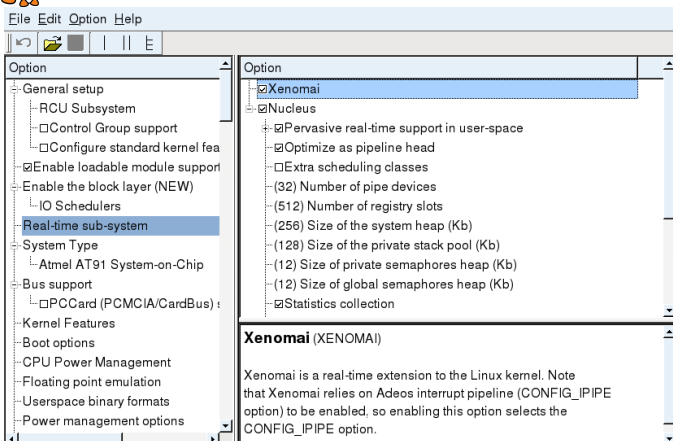 File Edit Option Help
Option
General setup
RCU Subsystem
Control Group support
Configure standard kernel fea
Enable loadable module support
Enable the block layer (NEW)
IO Schedulers
Real-time sub-system
System Type
Atmel AT91 System-on-Chip
Bus support
PCCard (PCMCIA/CardBus) s
Kernel Features
Boot options
CPU Power Management
Floating point emulation
Userspace binary formats
Power management options
Option
Xenomai
Nucleus
Pervasive real-time support in user-space
Optimize as pipeline head
Extra scheduling classes
(32) Number of pipe devices
(512) Number of registry slots
(256) Size of the system heap (Kb)
(128) Size of the private stack pool (Kb)
(12) Size of private semaphores heap (Kb)
(12) Size of global semaphores heap (Kb)
Statistics collection
Xenomai (XENOMAI)
Xenomai is a real-time extension to the Linux kernel. Note
that Xenomai relies on Adeos interrupt pipeline (CONFIG_IPIPE
option) to be enabled, so enabling this option selects the
CONFIG_IPIPE option.